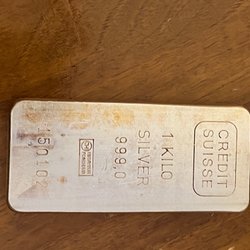 CREDIT
SUISSE
1 KILO
SILVER
999,0